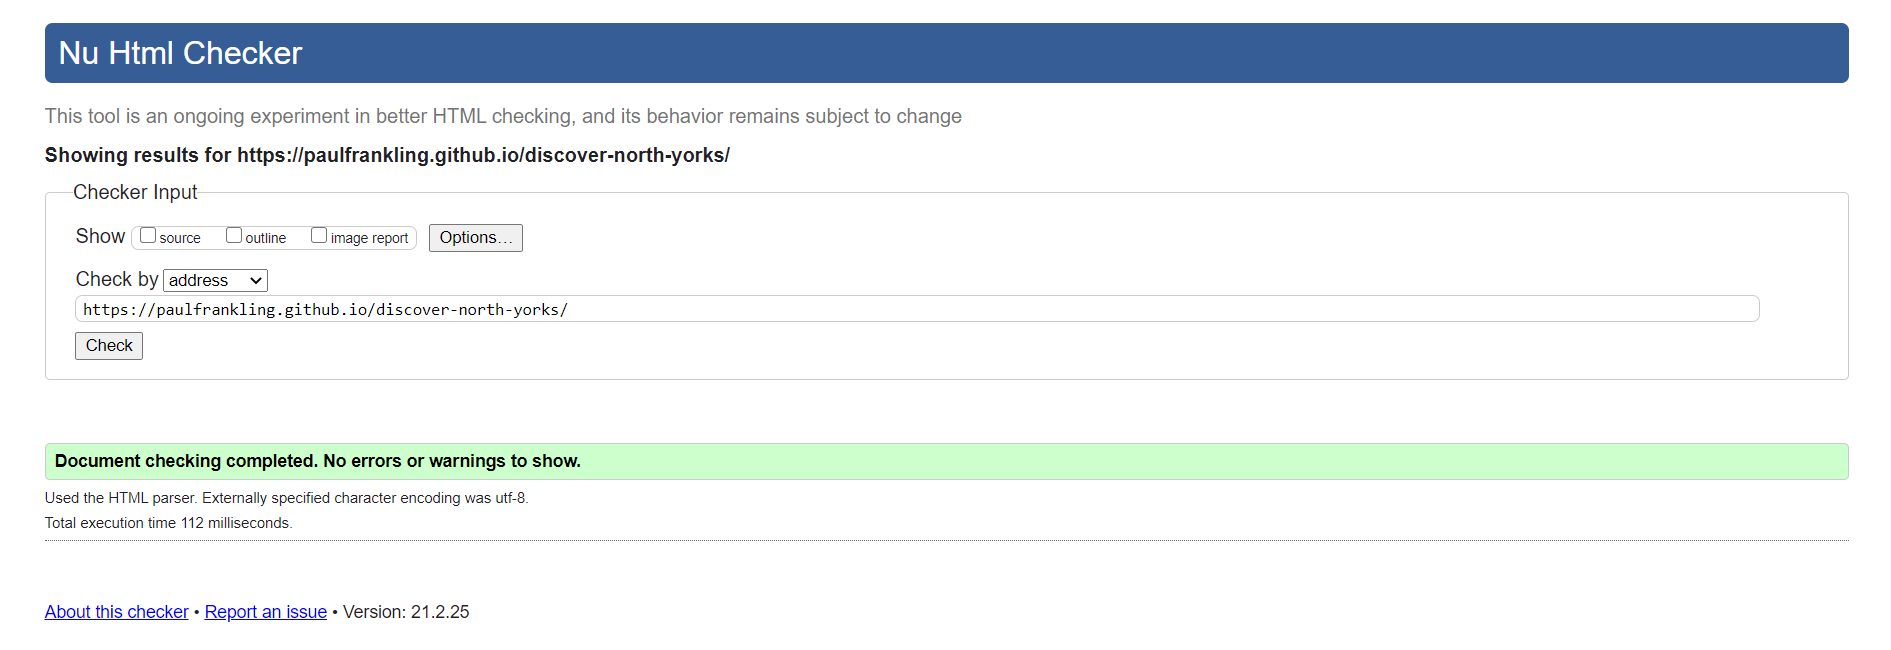 Nu Html Checker
This tool is an ongoing experiment in better HTML checking, and its behavior remains subject to change
Showing results for https://paulfrankling.github.io/discover-north-yorks/
Checker Input
Show source outline image report Options...
Check by address
https://paulfrankling.github.io/discover-north-yorks/
Check
Document checking completed. No errors or warnings to show.
Used the HTML parser. Externally specified character encoding was utf-8.
Total execution time 112 milliseconds.
About this checker • Report an issue • Version: 21.2.25